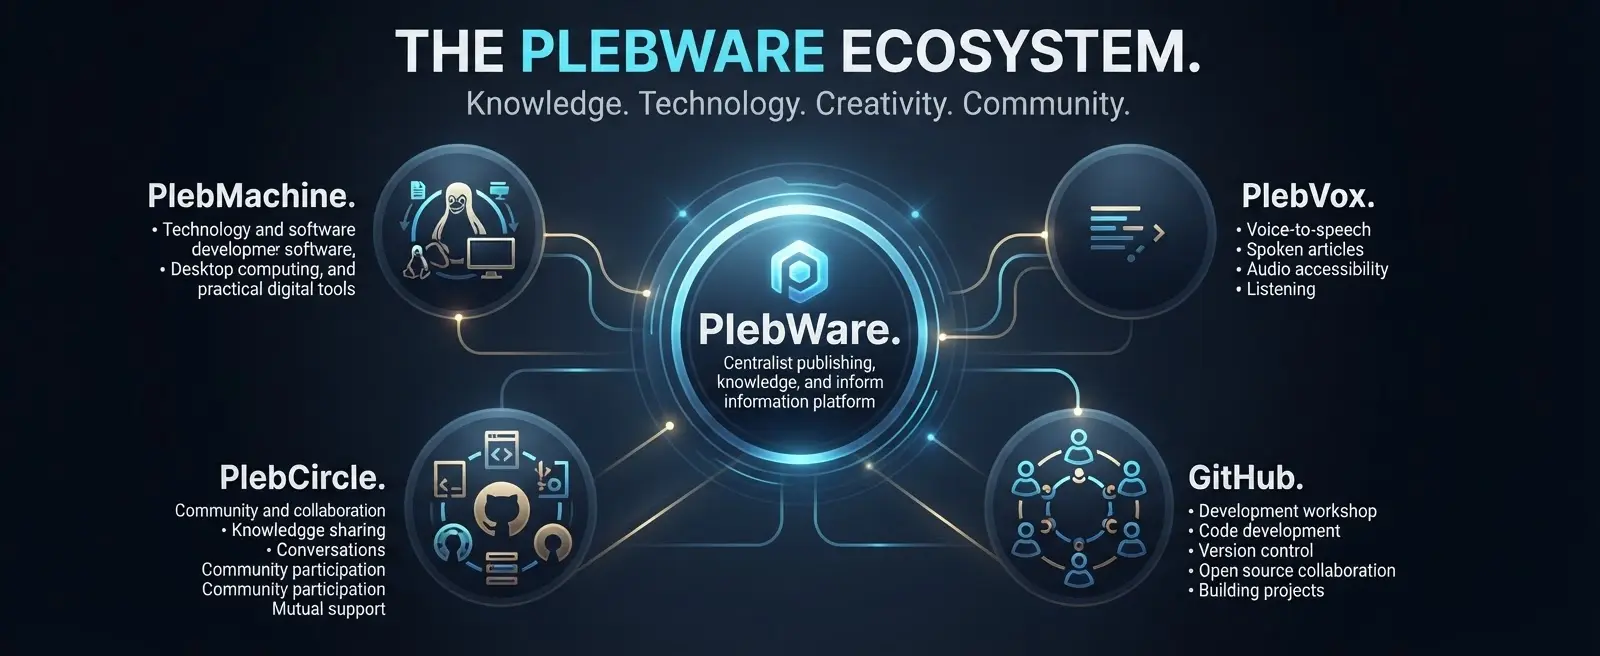 THE PLEBWARE ECOSYSTEM.
Knowledge. Technology. Creativity. Community.
PlebMachine.
• Technology and software
developmer software,
• Desktop computing, and
practical digital tools
PlebVox.
• Voice-to-speech
• Spoken articles
• Audio accessibility
• Listening
PlebWare.
Centralist publishing,
knowledge, and inform
information platform
PlebCircle.
Community and collaboration
• Knowledgge sharing
• Conversations
Community participation
Community participation
Mutual support
GitHub.
• Development workshop
• Code development
• Version control
• Open source collaboration
• Building projects